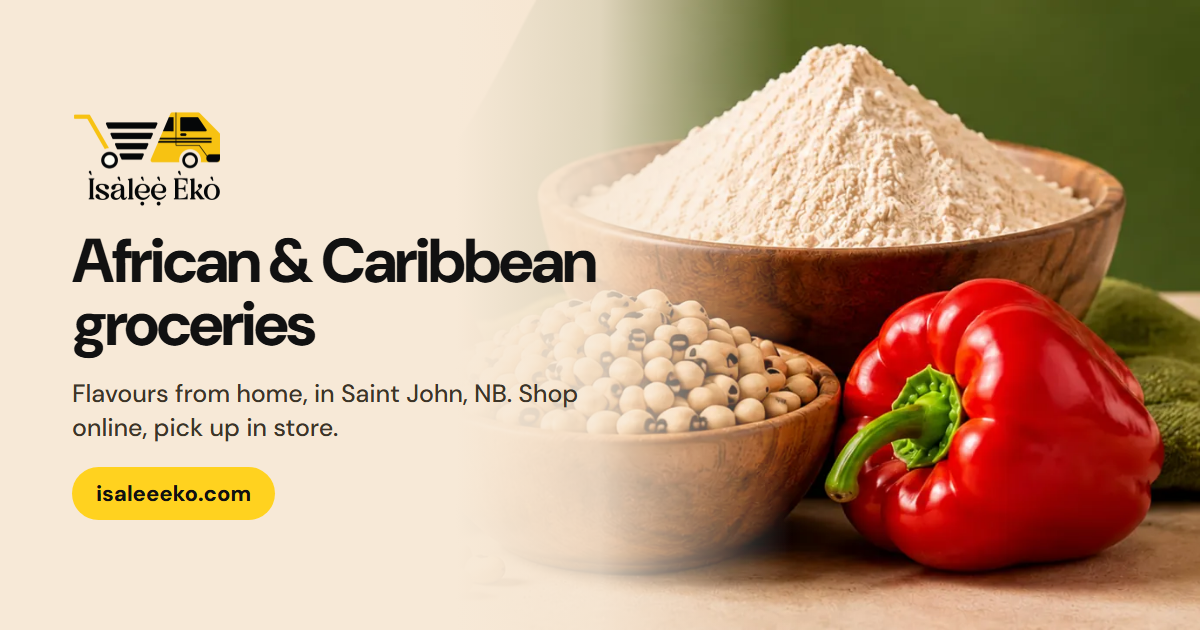 Ìsàlẹ̀ẹ̀ Èkò
African & Caribbean
groceries
Flavours from home, in Saint John, NB. Shop
online, pick up in store.
isaleeeko.com